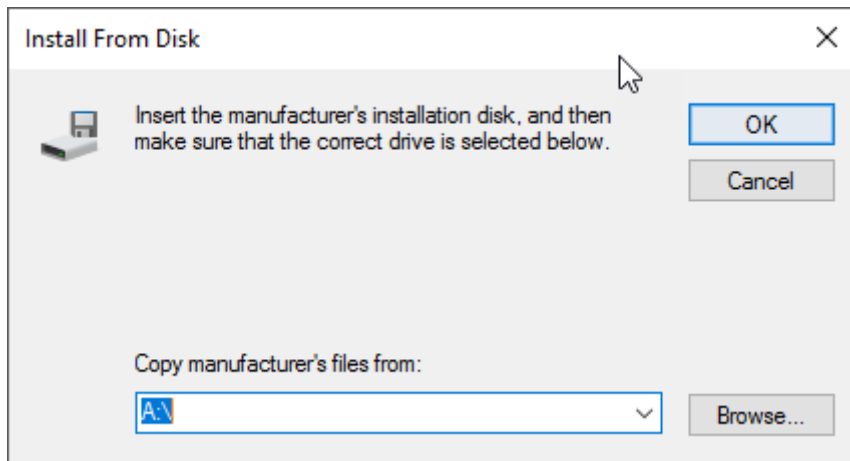 Install From Disk
Insert the manufacturer's installation disk, and then
make sure that the correct drive is selected below.
OK
Cancel
Copy manufacturer's files from:
A:\
Browse...